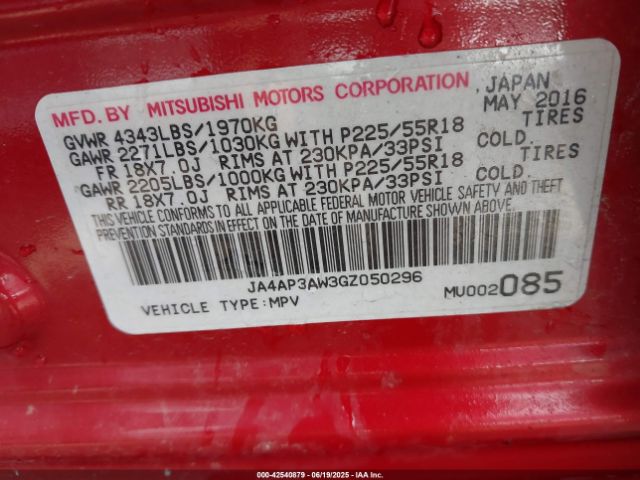 MFD. BY MITSUBISHI MOTORS CORPORATION JAPAN
MAY 2016
GVWR 4343LBS/1970KG
GAWR 2271LBS/1030KG WITH P225/55R18 TIRES
FR 18X7.0J RIMS AT 230KPA/33PSI COLD.
GAWR 2205LBS/1000KG WITH P225/55R18 TIRES
RR 18X7.0J RIMS AT 230KPA/33PSI COLD.
THIS VEHICLE CONFORMS TO ALL APPLICABLE FEDERAL MOTOR VEHICLE SAFETY AND THEFT
PREVENTION STANDARDS IN EFFECT ON THE DATE OF MANUFACTURE SHOWN ABOVE.
JA4AP3AW3GZ050296
VEHICLE TYPE:MPV MU002085
000-42540879 - 06/19/2025 - IAA Inc.